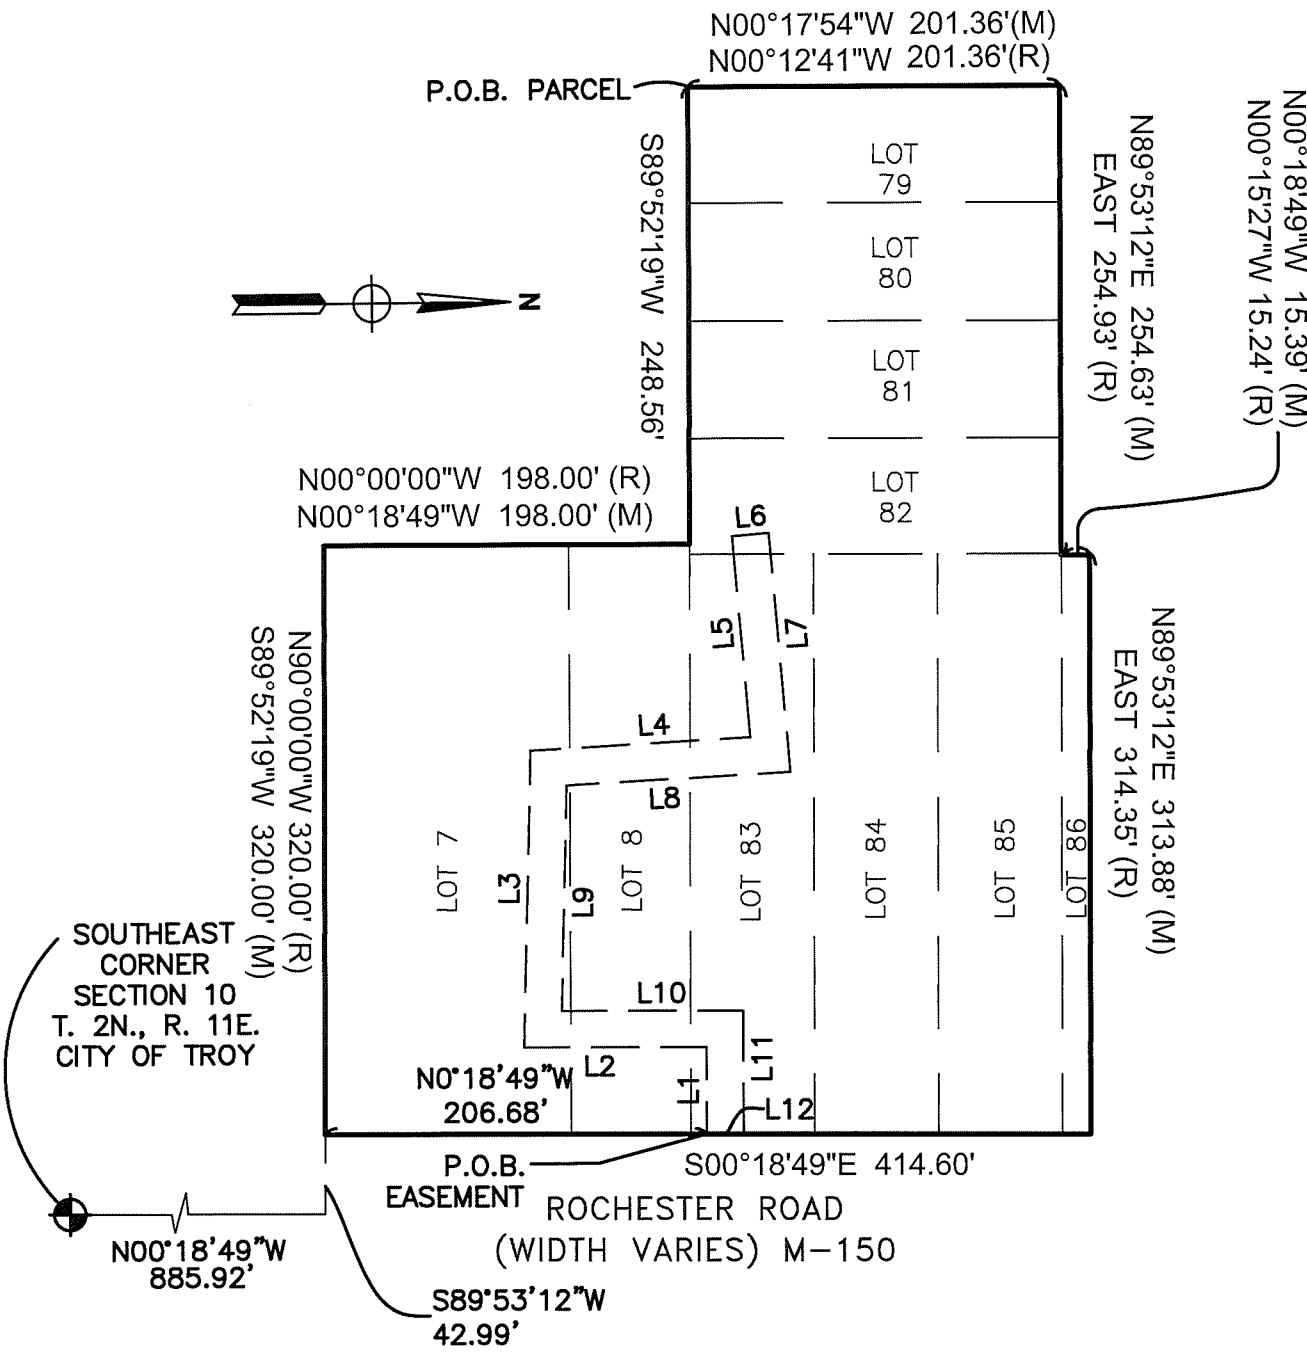 N00°17'54"W 201.36'(M)
N00°12'41"W 201.36'(R)
P.O.B. PARCEL
N00°18'49"W 15.39' (M)
N00°15'27"W 15.24' (R)
N89°53'12"E 254.63' (M)
EAST 254.93' (R)
S89°52'19"W 248.56'
LOT
79
LOT
80
LOT
81
LOT
82
N
N00°00'00"W 198.00' (R)
N00°18'49"W 198.00' (M)
L6
L5
L7
L4
L8
N89°53'12"E 313.88' (M)
EAST 314.35' (R)
N90°00'00"W 320.00' (R)
S89°52'19"W 320.00' (M)
LOT 7
L3
L9
LOT 8
LOT 83
LOT 84
LOT 85
LOT 86
SOUTHEAST
CORNER
SECTION 10
T. 2N., R. 11E.
CITY OF TROY
L10
L2
L1
L11
L12
N0°18'49"W
206.68'
P.O.B.
EASEMENT
S00°18'49"E 414.60'
ROCHESTER ROAD
(WIDTH VARIES) M-150
N00°18'49"W
885.92'
S89°53'12"W
42.99'